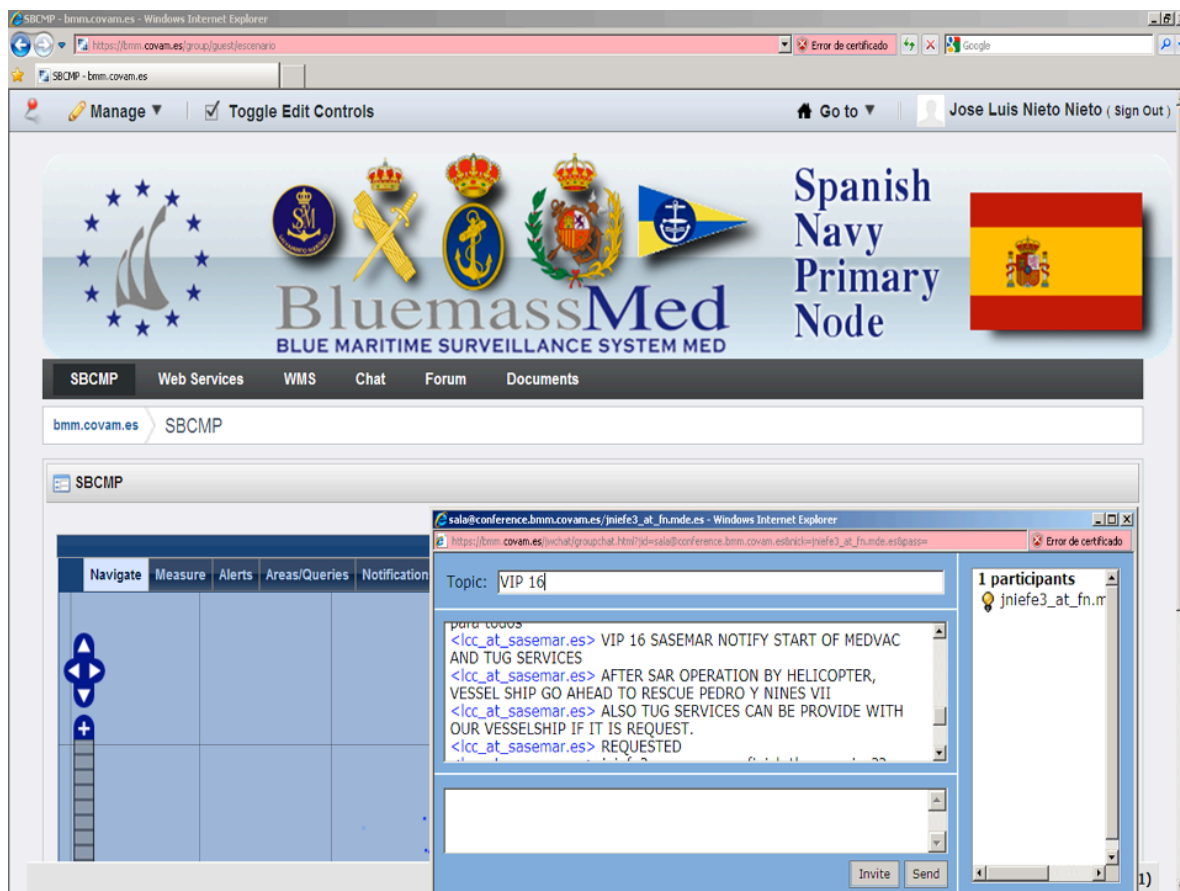 SBCMP - bmm.covam.es - Windows Internet Explorer
https://bmm.covam.es/group/guest/escenario
Error de certificado
Google
SBCMP - bmm.covam.es
Manage
Toggle Edit Controls
Go to
Jose Luis Nieto Nieto ( Sign Out )
SM
BluemassMed
BLUE MARITIME SURVEILLANCE SYSTEM MED
Spanish
Navy
Primary
Node
SBCMP Web Services WMS Chat Forum Documents
bmm.covam.es SBCMP
SBCMP
Navigate Measure Alerts Areas/Queries Notification
sala@conference.bmm.covam.es/jniefe3_at_fn.mde.es - Windows Internet Explorer
https://bmm.covam.es/jwchat/groupchat.html?jid=sala@conference.bmm.covam.es&nick=jniefe3_at_fn.mde.es&pass=
Error de certificado
Topic: VIP 16
para todos
<lcc_at_sasemar.es> VIP 16 SASEMAR NOTIFY START OF MEDVAC
AND TUG SERVICES
<lcc_at_sasemar.es> AFTER SAR OPERATION BY HELICOPTER,
VESSEL SHIP GO AHEAD TO RESCUE PEDRO Y NINES VII
<lcc_at_sasemar.es> ALSO TUG SERVICES CAN BE PROVIDE WITH
OUR VESSELSHIP IF IT IS REQUEST.
<lcc_at_sasemar.es> REQUESTED
1 participants
jniefe3_at_fn.m
Invite Send
1)